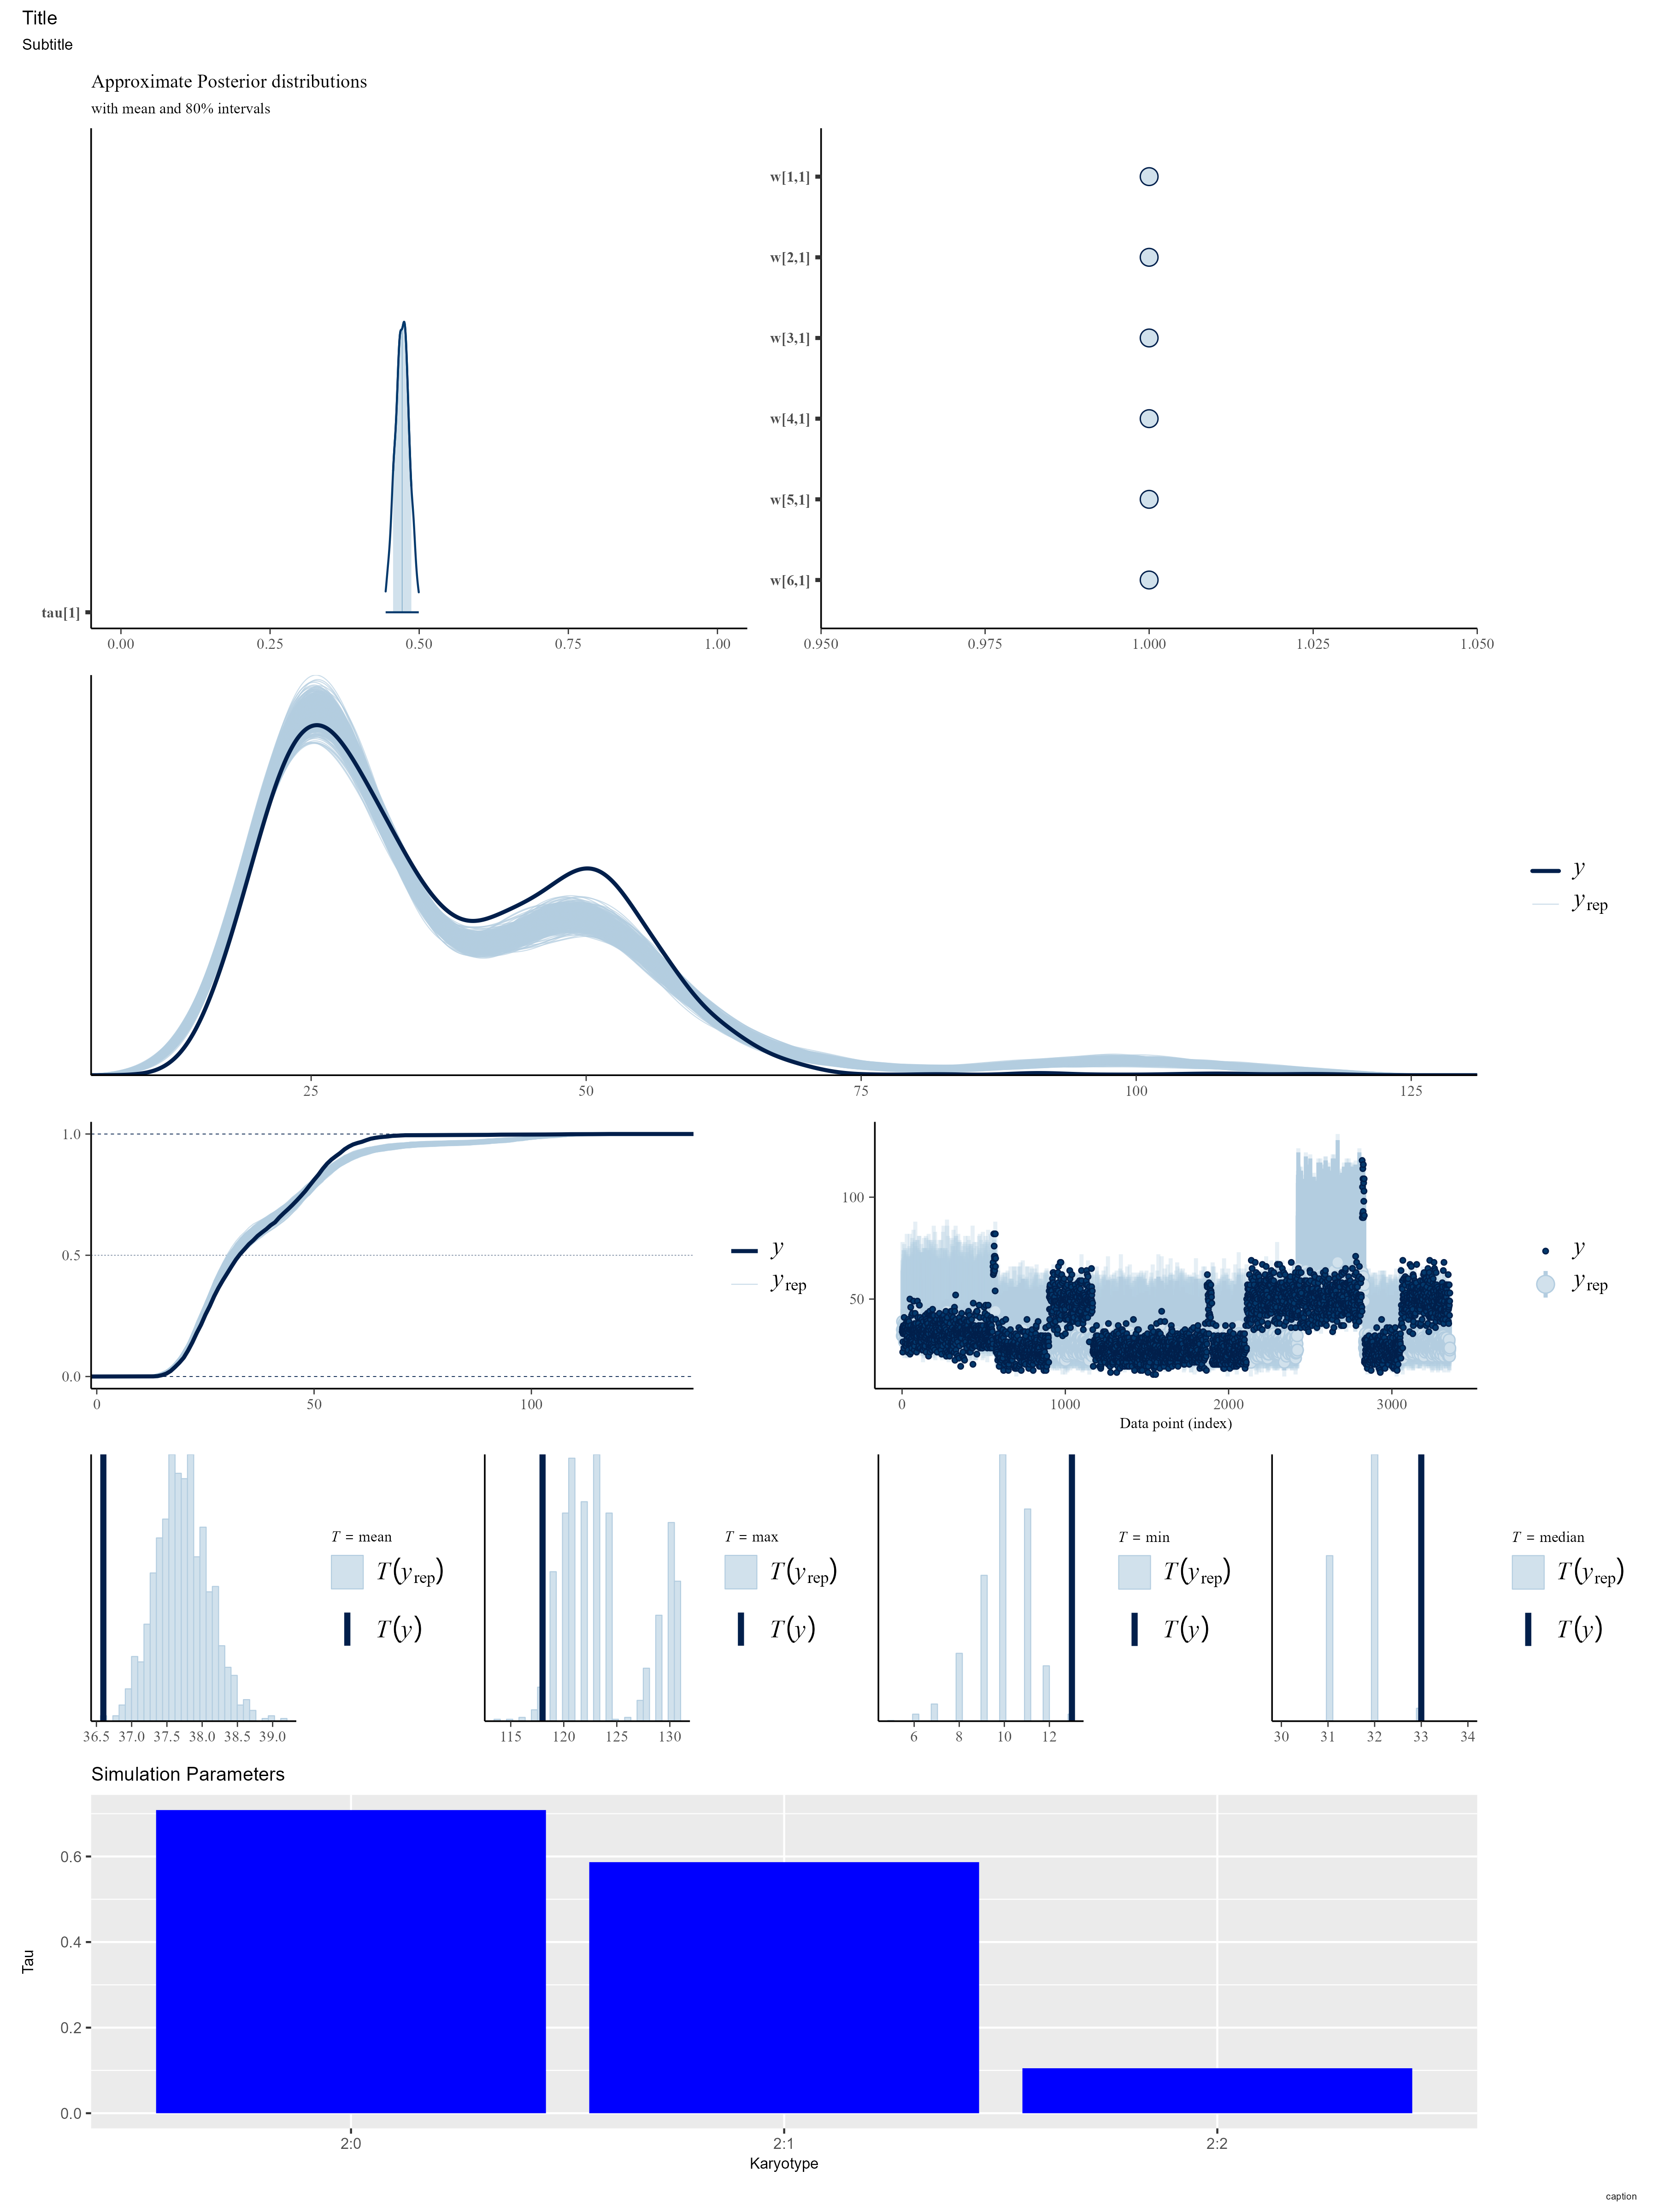 Title
Subtitle
Approximate Posterior distributions
with mean and 80% intervals
tau[1]
0.00 0.25 0.50 0.75 1.00
w[1,1]
w[2,1]
w[3,1]
w[4,1]
w[5,1]
w[6,1]
0.950 0.975 1.000 1.025 1.050
25 50 75 100 125
y
y rep
1.0
0.5
0.0
0 50 100
y
y rep
100
50
0 1000 2000 3000
Data point (index)
y
y rep
36.5 37.0 37.5 38.0 38.5 39.0
T = mean
T(y rep)
T(y)
115 120 125 130
T = max
T(y rep)
T(y)
6 8 10 12
T = min
T(y rep)
T(y)
30 31 32 33 34
T = median
T(y rep)
T(y)
Simulation Parameters
Tau
0.6
0.4
0.2
0.0
2:0 2:1 2:2
Karyotype
caption